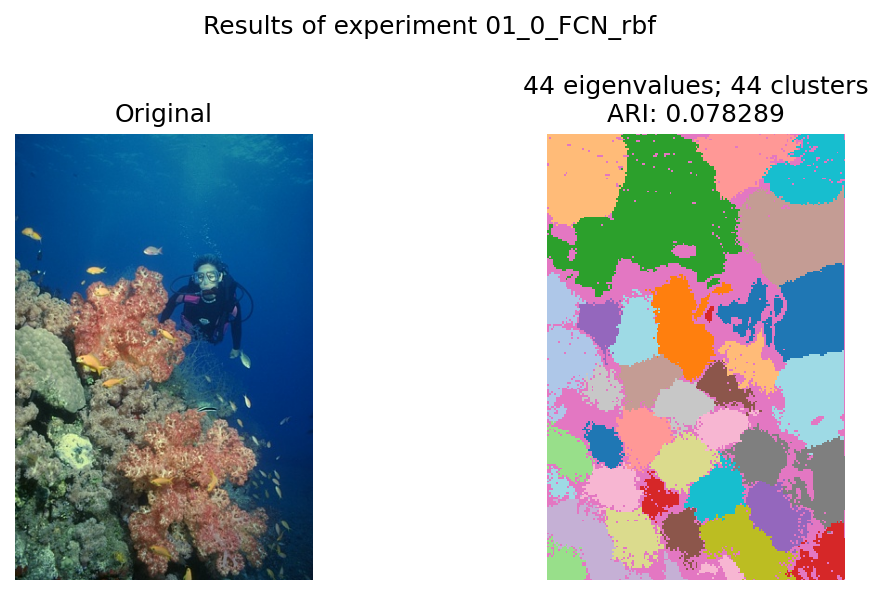 Results of experiment 01_0_FCN_rbf
Original
44 eigenvalues; 44 clusters
ARI: 0.078289